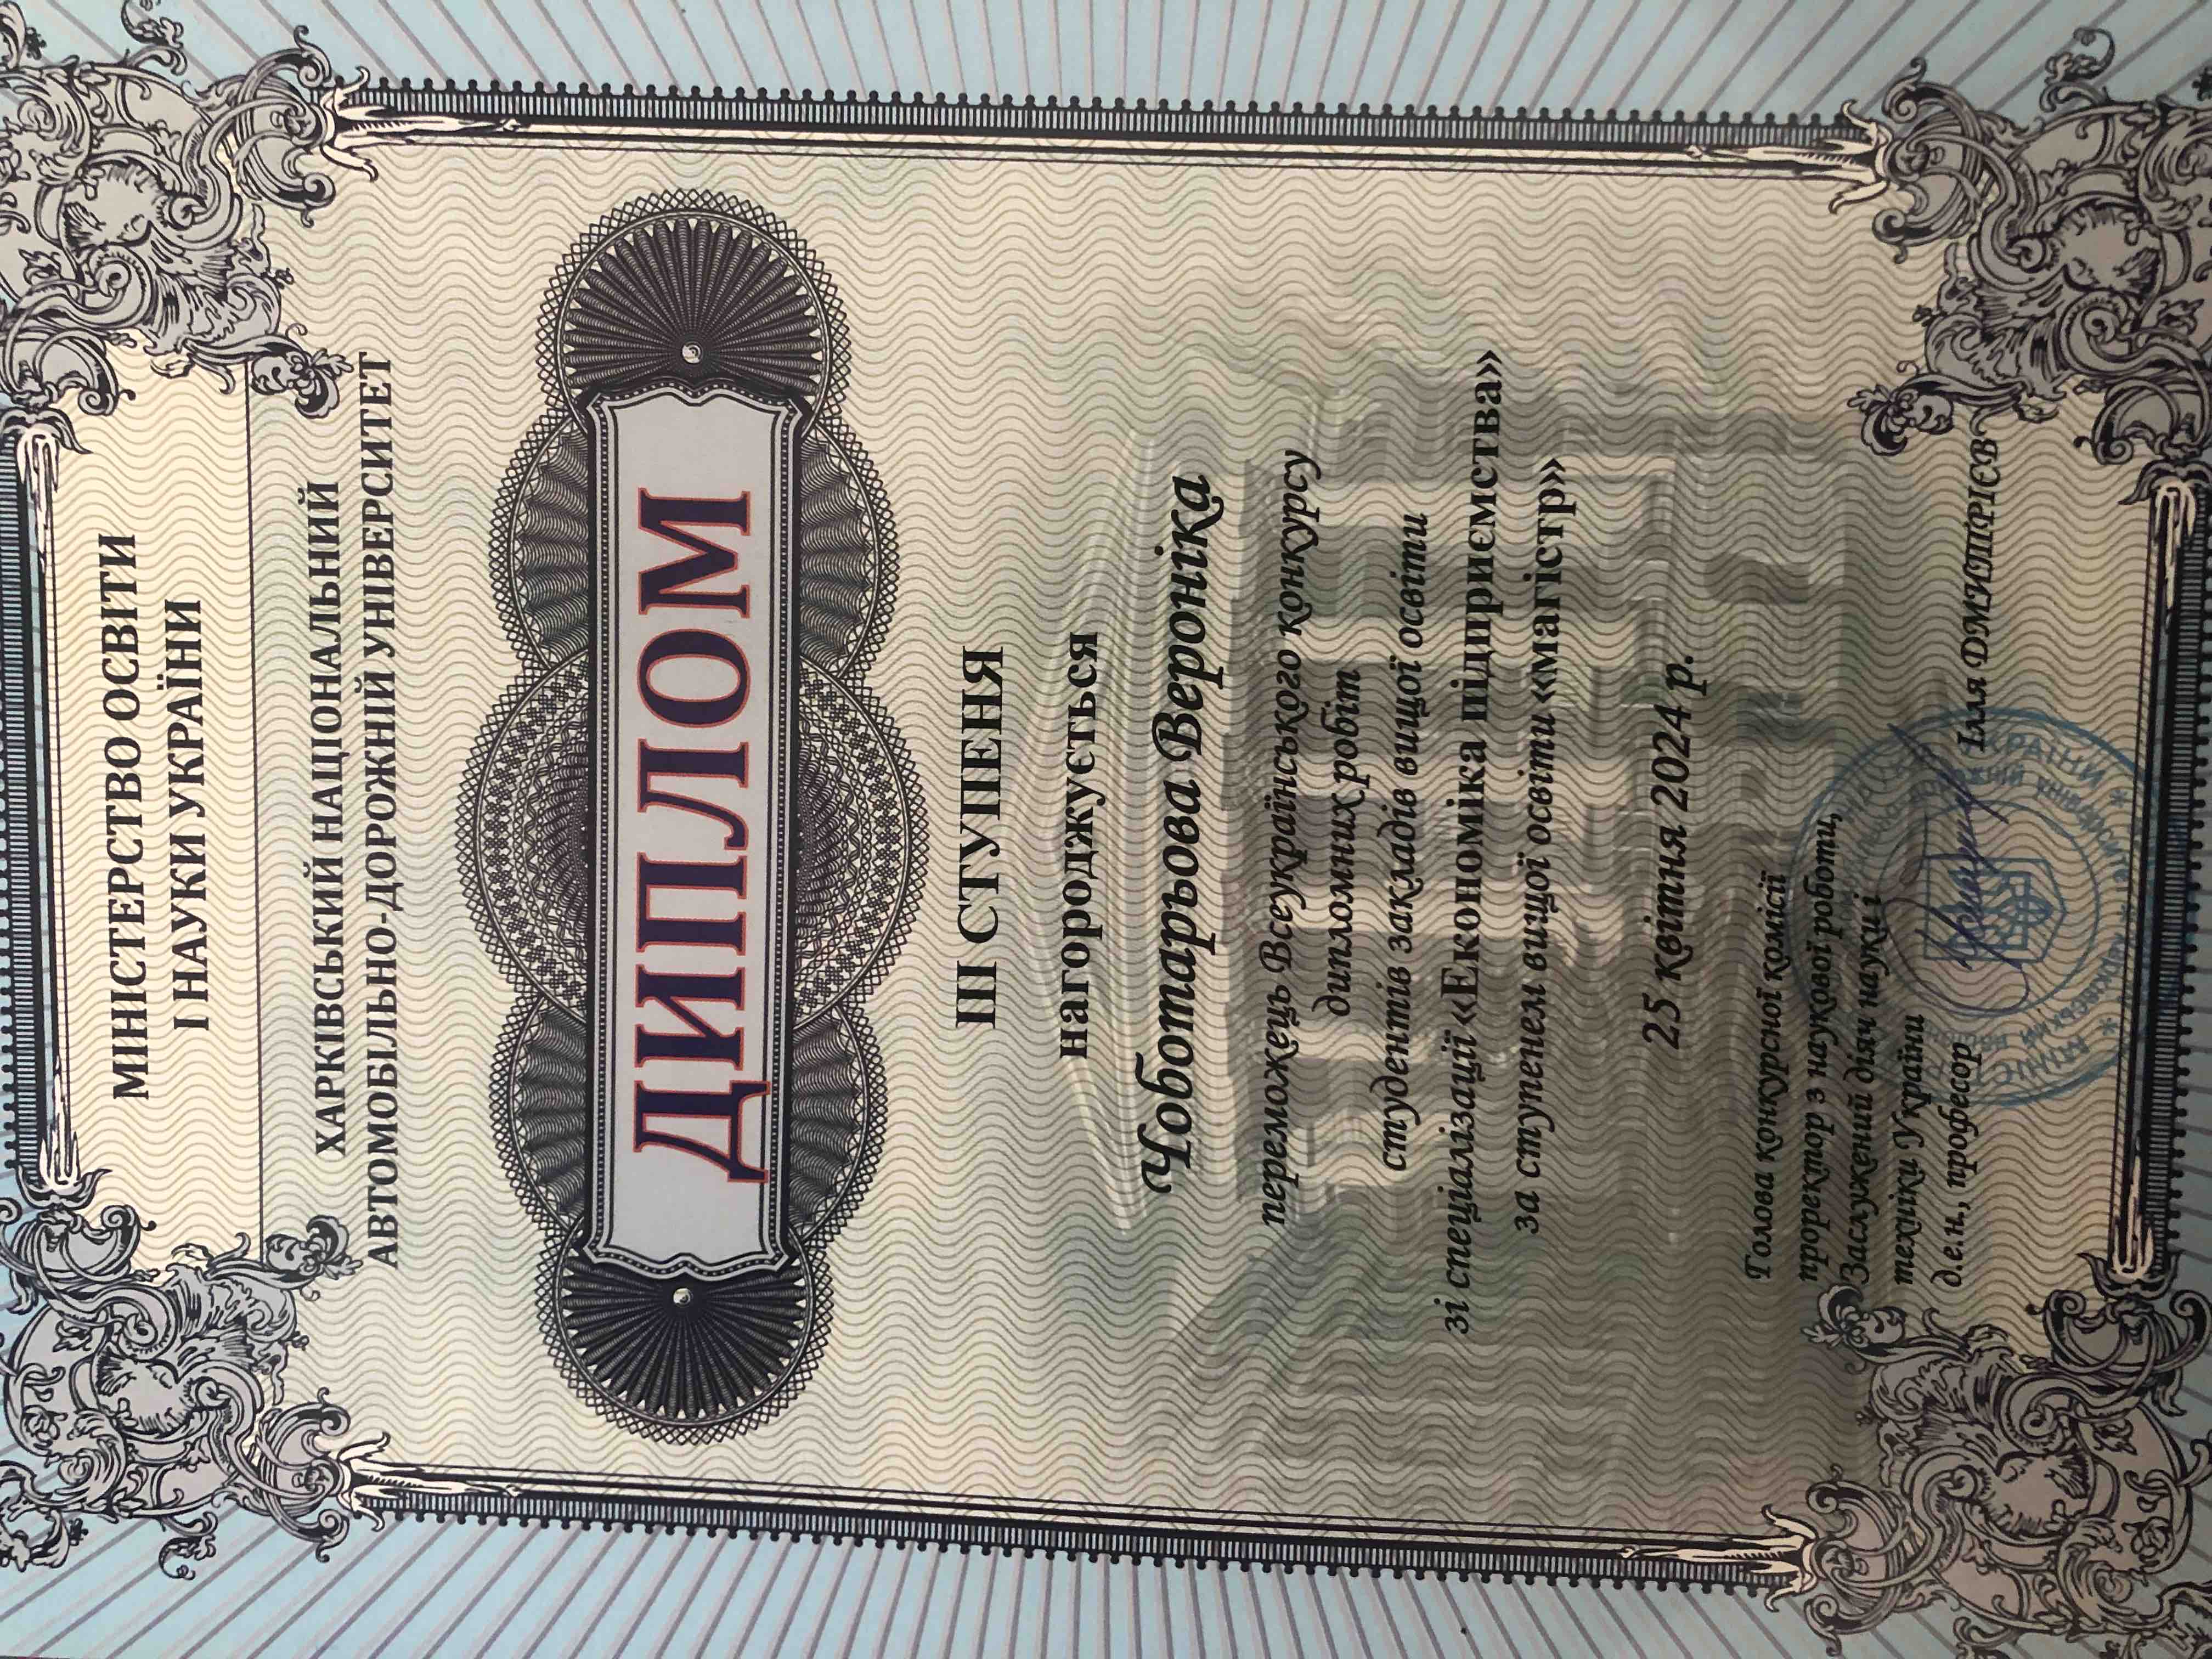 МІНІСТЕРСТВО ОСВІТИ
І НАУКИ УКРАЇНИ
ХАРКІВСЬКИЙ НАЦІОНАЛЬНИЙ
АВТОМОБІЛЬНО-ДОРОЖНІЙ УНІВЕРСИТЕТ
ДИПЛОМ
ІІІ СТУПЕНЯ
нагороджується
Чоботарьова Вероніка
переможець Всеукраїнського конкурсу
дипломних робіт
студентів закладів вищої освіти
зі спеціалізації «Економіка підприємства»
за ступенем вищої освіти «магістр»
25 квітня 2024 р.
Голова конкурсної комісії
проректор з наукової роботи,
Заслужений діяч науки і
техніки України
д.е.н., професор
Ілля ДМИТРІЄВ